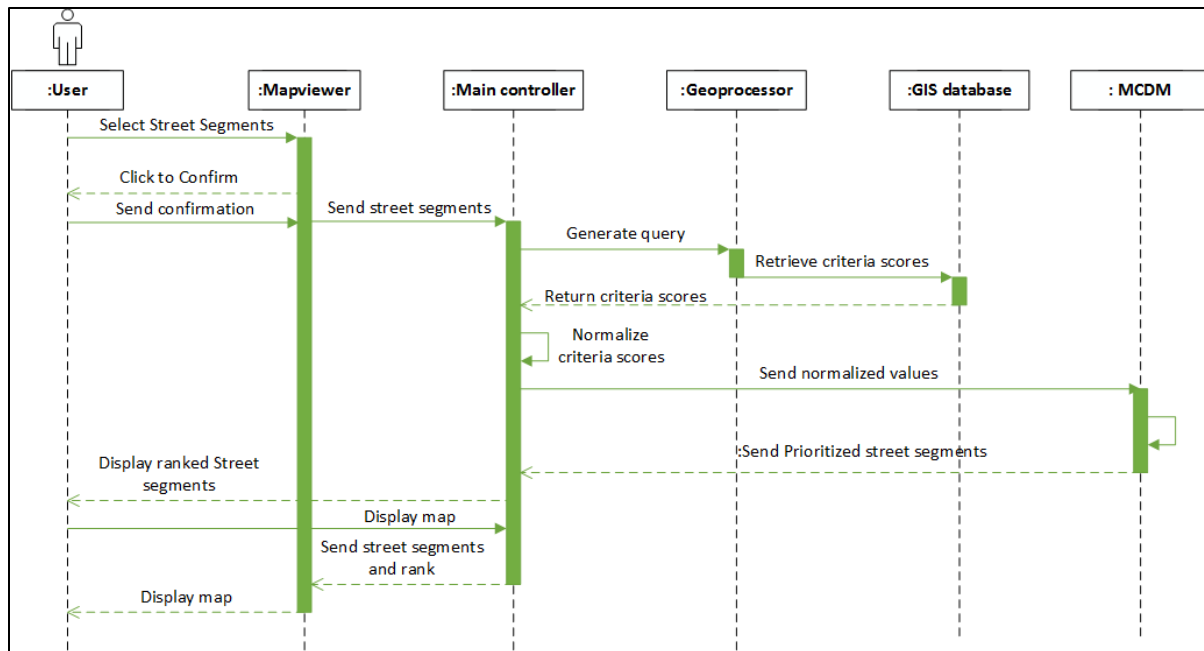 :User
:Mapviewer
:Main controller
:Geoprocessor
:GIS database
: MCDM
Select Street Segments
Click to Confirm
Send confirmation
Send street segments
Generate query
Retrieve criteria scores
Return criteria scores
Normalize
criteria scores
Send normalized values
:Send Prioritized street segments
Display ranked Street
segments
Display map
Send street segments
and rank
Display map